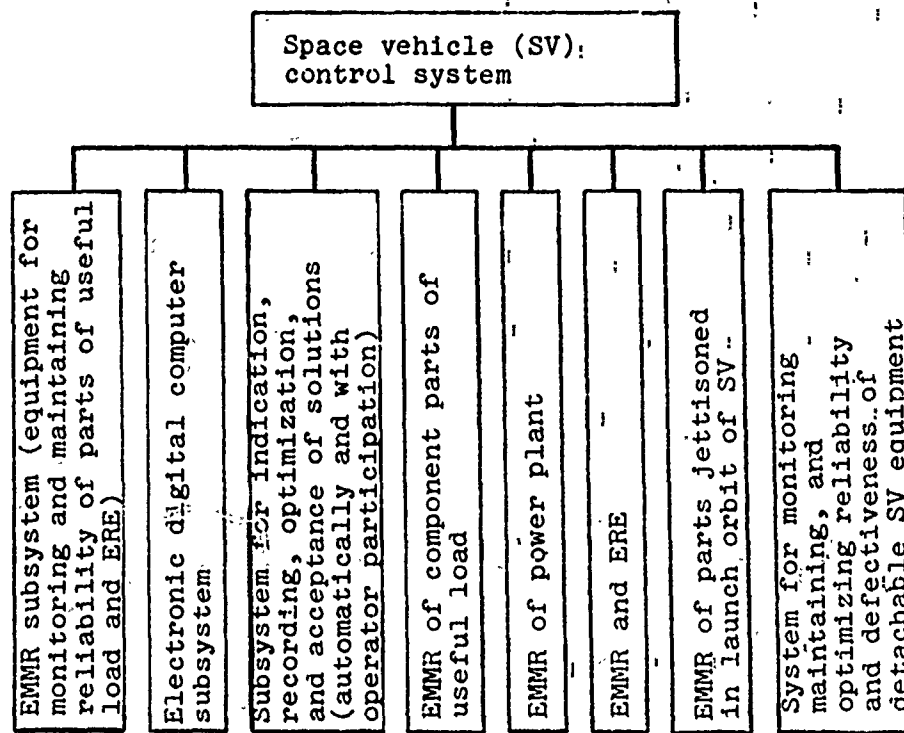 Space vehicle (SV):
control system
EMMR subsystem (equipment for
monitoring and maintaining
reliability of parts of useful
load and ERE)
Electronic digital computer
subsystem
Subsystem for indication,
recording, optimization,
and acceptance of solutions
(automatically and with
operator participation)
EMMR of component parts of
useful load
EMMR of power plant
EMMR and ERE
EMMR of parts jettisoned
in launch orbit of SV
System for monitoring
maintaining, and
optimizing reliability
and defectiveness of
detachable SV equipment